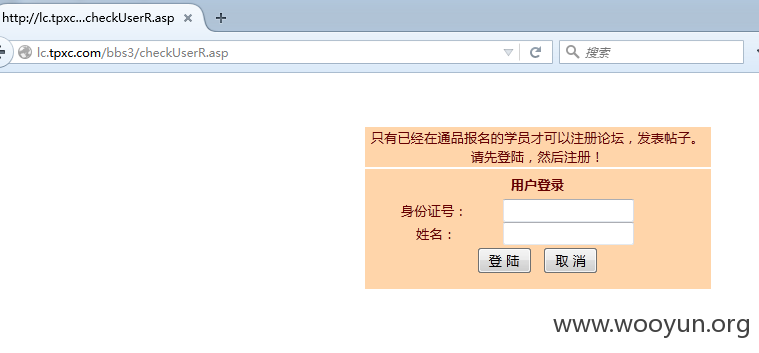 http://lc.tpxc...checkUserR.asp
lc.tpxc.com/bbs3/checkUserR.asp
搜索
只有已经在通品报名的学员才可以注册论坛，发表帖子。
请先登陆，然后注册！
用户登录
身份证号：
姓名：
登 陆 取 消
www.wooyun.org